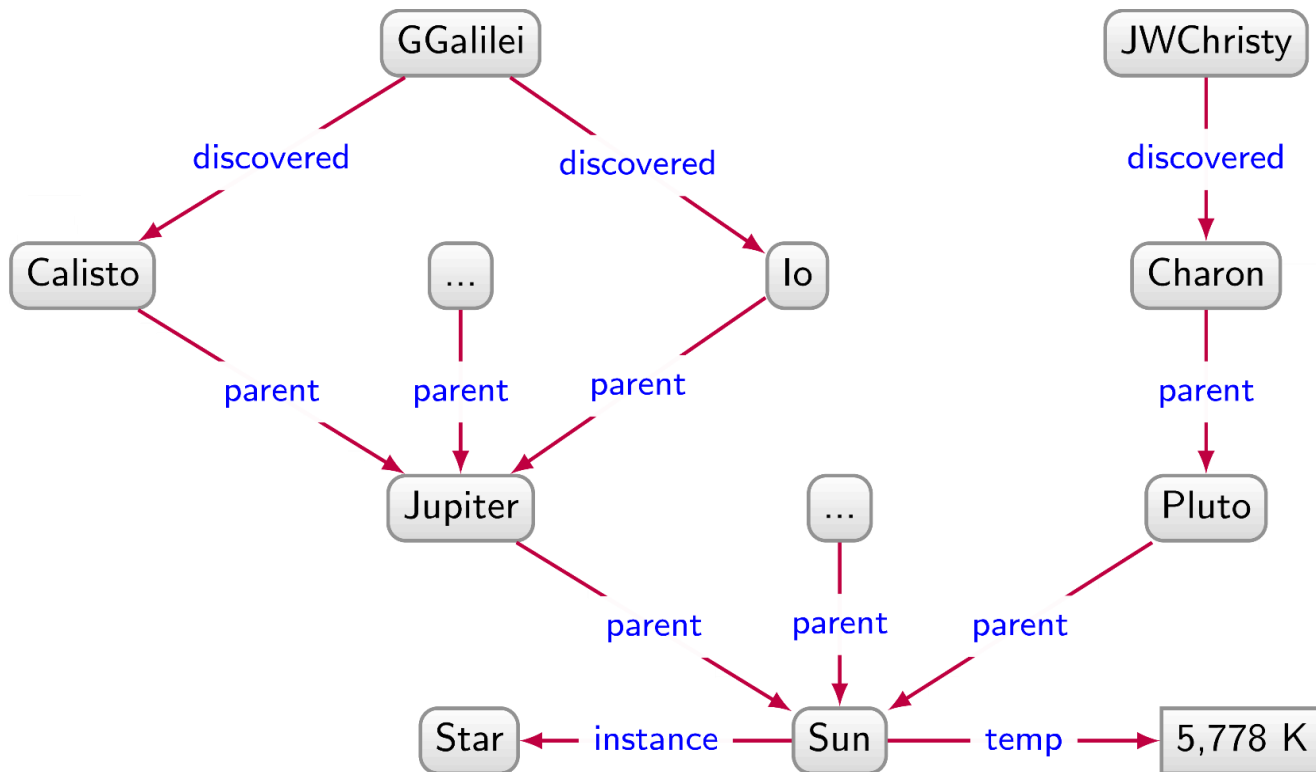 GGalilei
JWChristy
discovered
discovered
discovered
Calisto
...
Io
Charon
parent
parent
parent
parent
Jupiter
...
Pluto
parent
parent
parent
Star
instance
Sun
temp
5,778 K